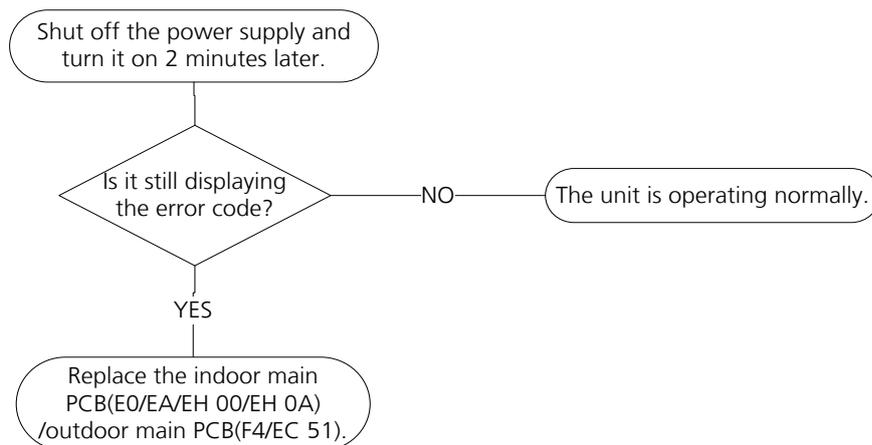 Shut off the power supply and
turn it on 2 minutes later.
Is it still displaying
the error code?
NO
The unit is operating normally.
YES
Replace the indoor main
PCB(E0/EA/EH 00/EH 0A)
/outdoor main PCB(F4/EC 51).